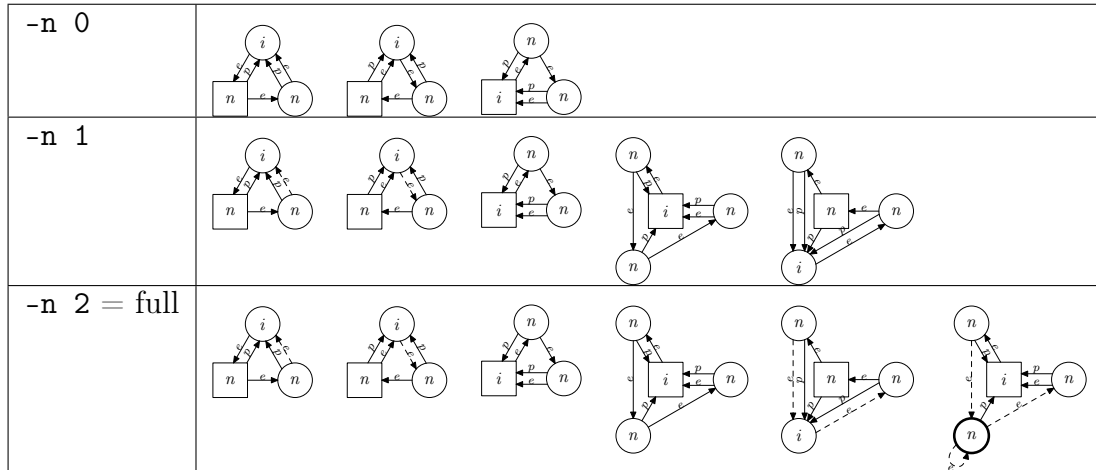 -n 0
i i n
e p p e p e e p p e e
n e n n e n i p e n
-n 1
i i n n n
e p p e p e e p p e e p e e
n e n n e n i p e n e i p e n e p n e n
p e p p e
n i
-n 2 = full
i i n n n n
e p p e p e e p p e e p e e p e
n e n n e n i p e n e i p e n e p n e n e i p e n
p e p p e p e
n i n
e